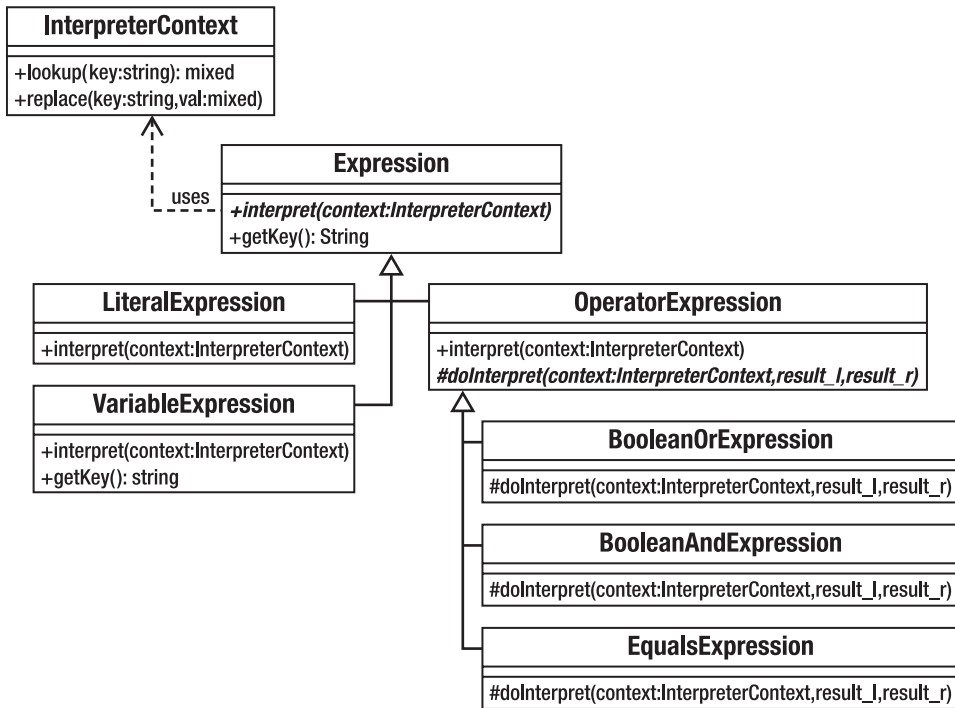 InterpreterContext
+lookup(key:string): mixed
+replace(key:string,val:mixed)
uses
Expression
+interpret(context:InterpreterContext)
+getKey(): String
LiteralExpression
+interpret(context:InterpreterContext)
OperatorExpression
+interpret(context:InterpreterContext)
#doInterpret(context:InterpreterContext,result_l,result_r)
VariableExpression
+interpret(context:InterpreterContext)
+getKey(): string
BooleanOrExpression
#doInterpret(context:InterpreterContext,result_l,result_r)
BooleanAndExpression
#doInterpret(context:InterpreterContext,result_l,result_r)
EqualsExpression
#doInterpret(context:InterpreterContext,result_l,result_r)